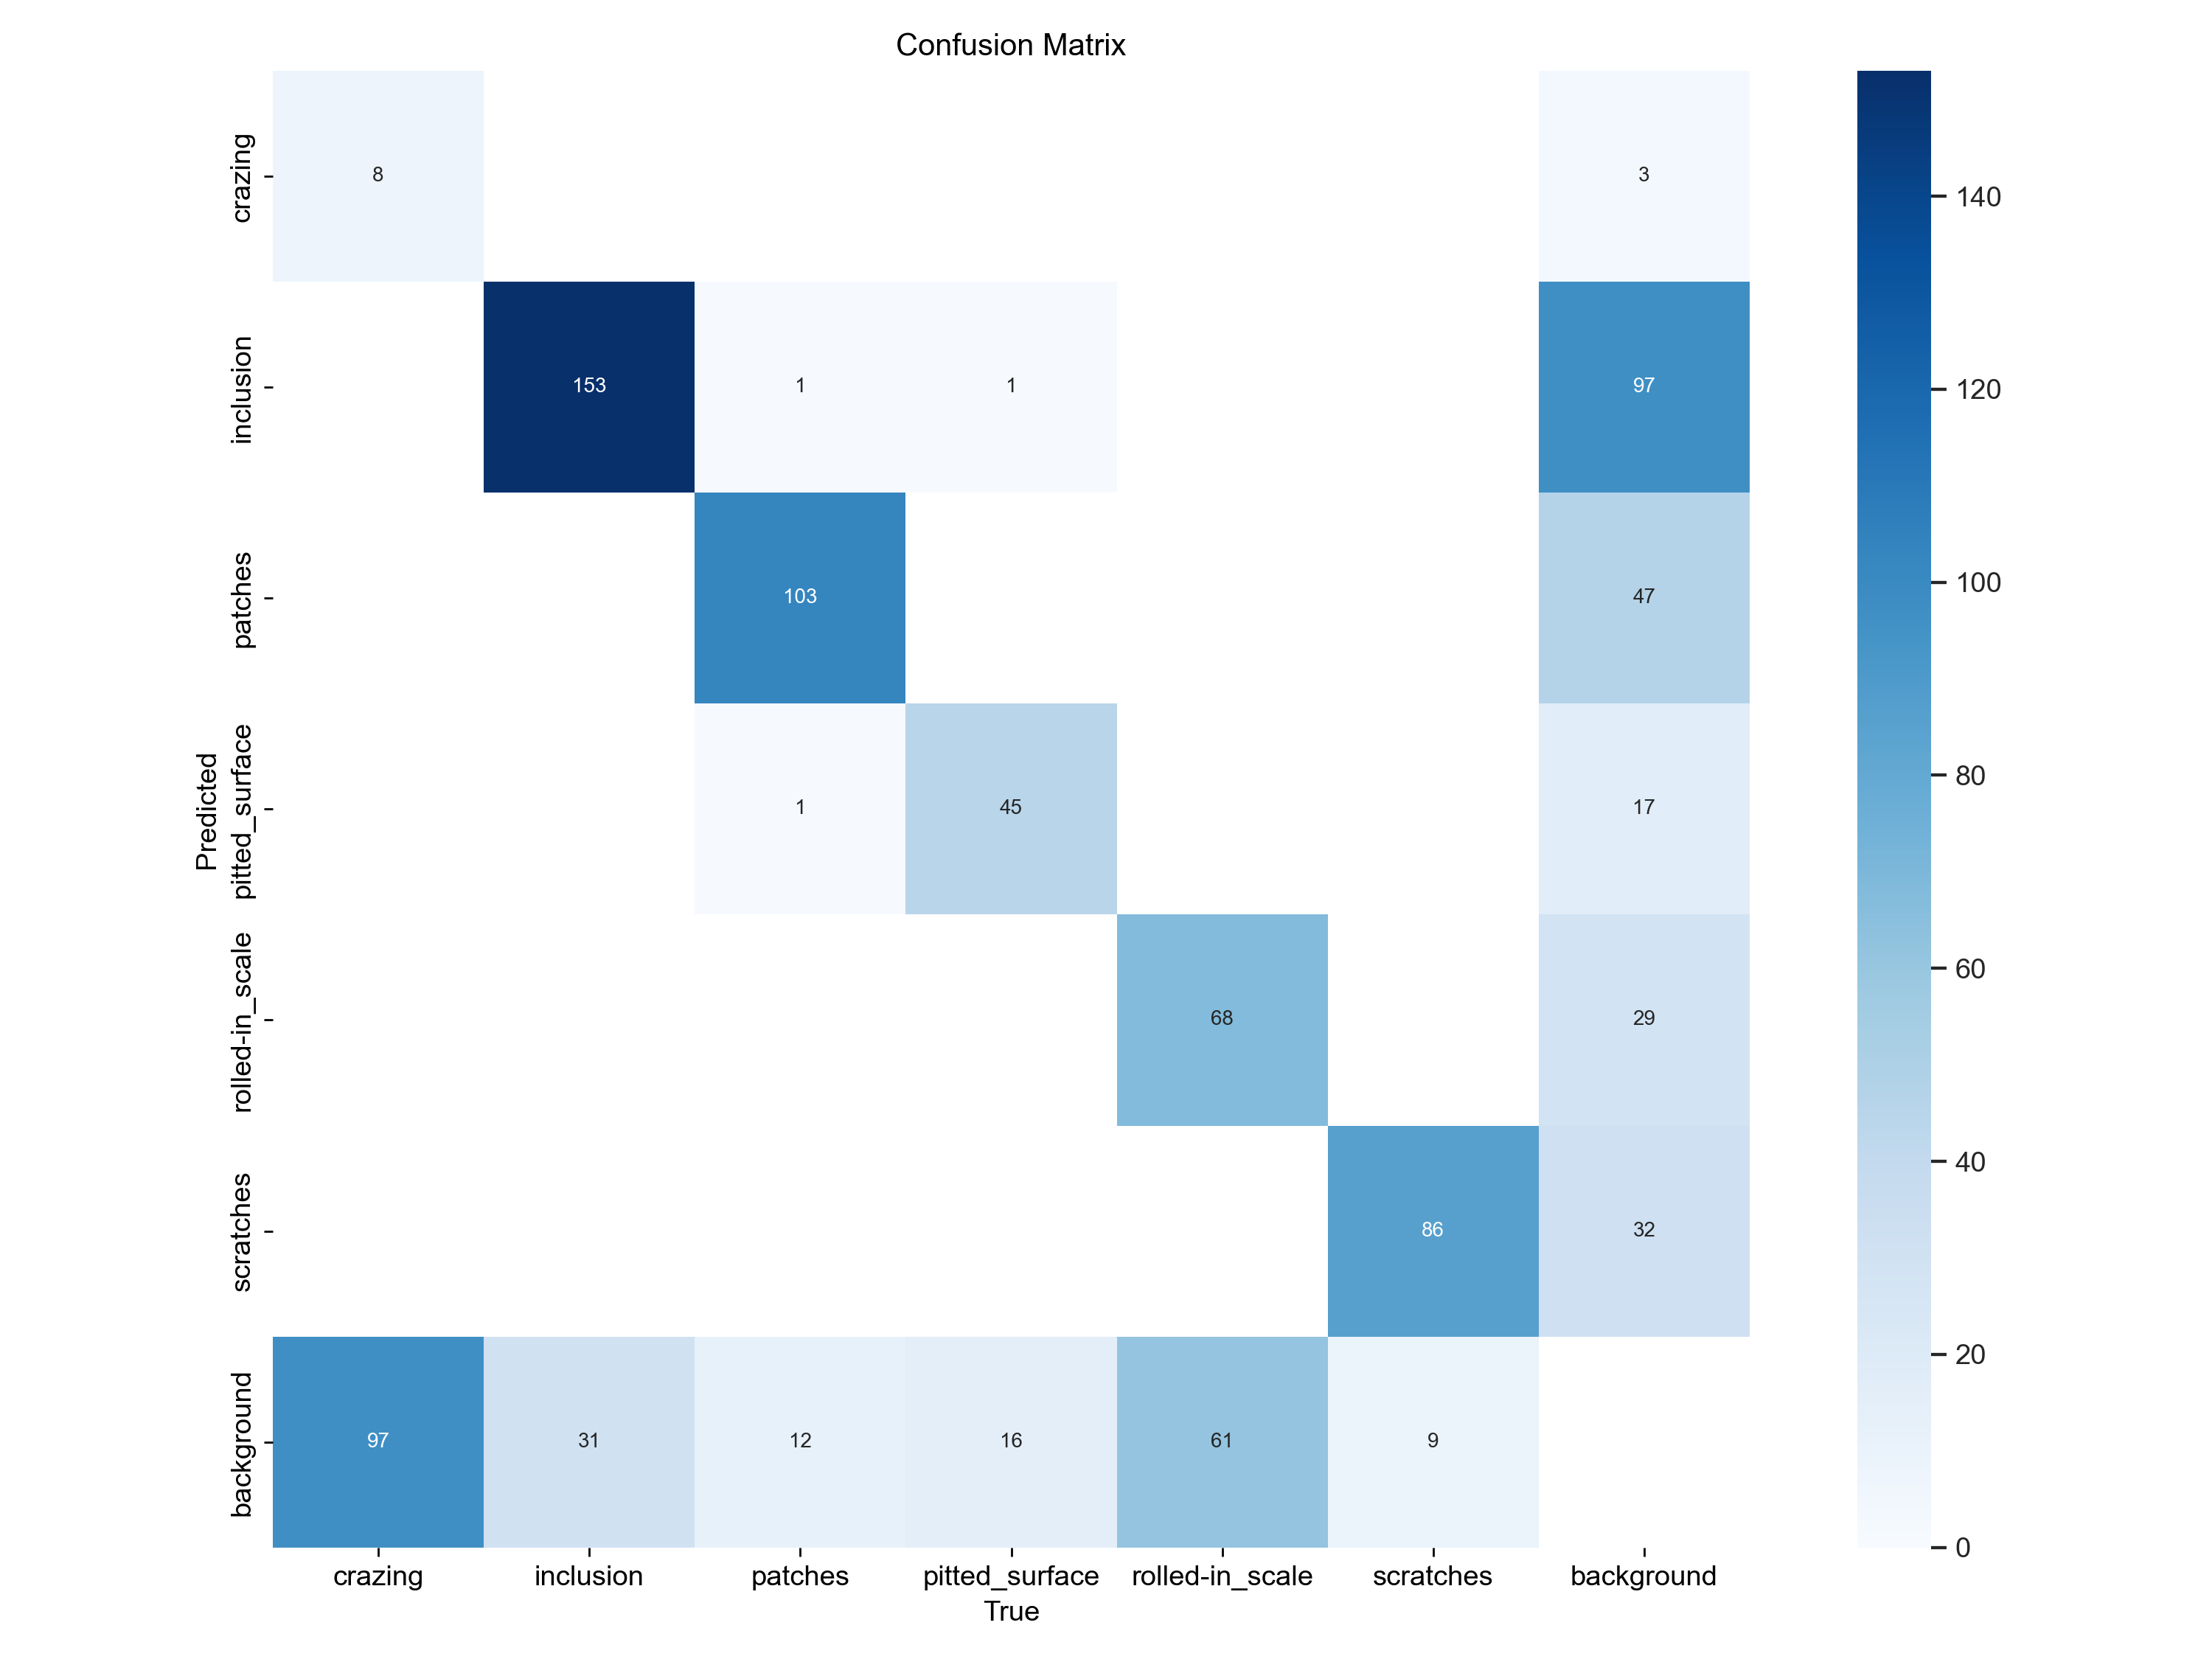 Confusion Matrix
crazing
8
3
140
inclusion
153
1
1
97
120
patches
103
47
100
Predicted
pitted_surface
1
45
17
80
rolled-in_scale
68
29
60
scratches
86
32
40
background
97
31
12
16
61
9
20
0
crazing
inclusion
patches
pitted_surface
rolled-in_scale
scratches
background
True